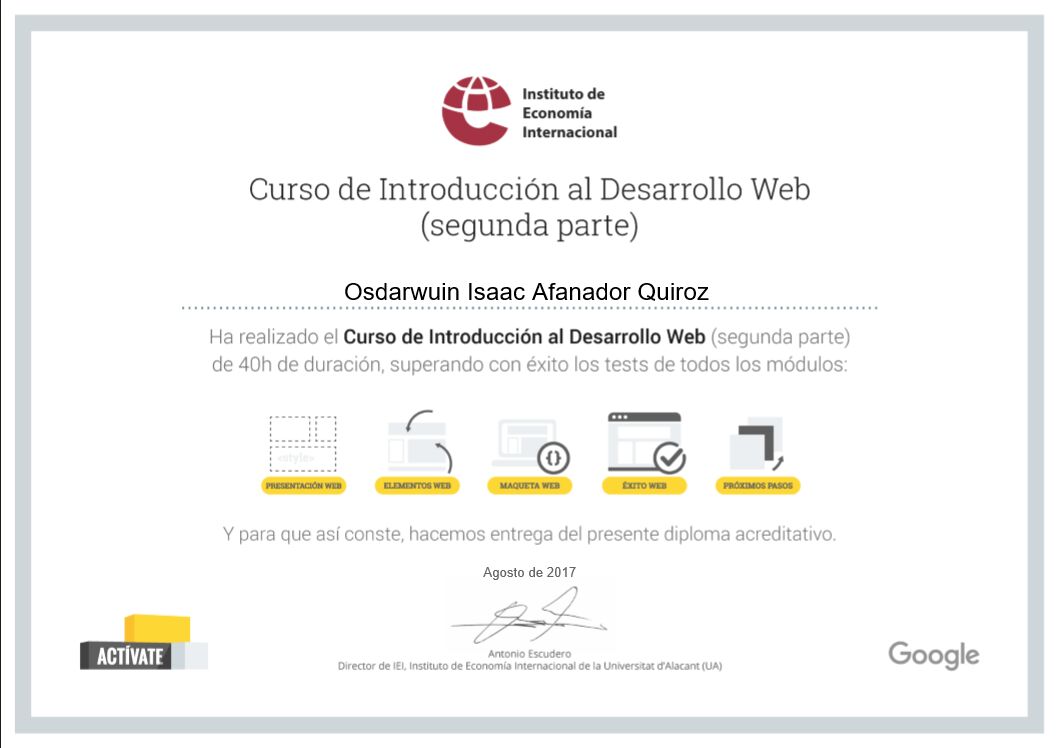 Instituto de
Economía
Internacional
Curso de Introducción al Desarrollo Web
(segunda parte)
Osdarwuin Isaac Afanador Quiroz
Ha realizado el Curso de Introducción al Desarrollo Web (segunda parte)
de 40h de duración, superando con éxito los tests de todos los módulos:
<style>
{}
PRESENTACIÓN WEB
ELEMENTOS WEB
MAQUETA WEB
ÉXITO WEB
PRÓXIMOS PASOS
Y para que así conste, hacemos entrega del presente diploma acreditativo.
Agosto de 2017
Antonio Escudero
Director de IEI, Instituto de Economía Internacional de la Universitat d'Alacant (UA)
ACTÍVATE
Google